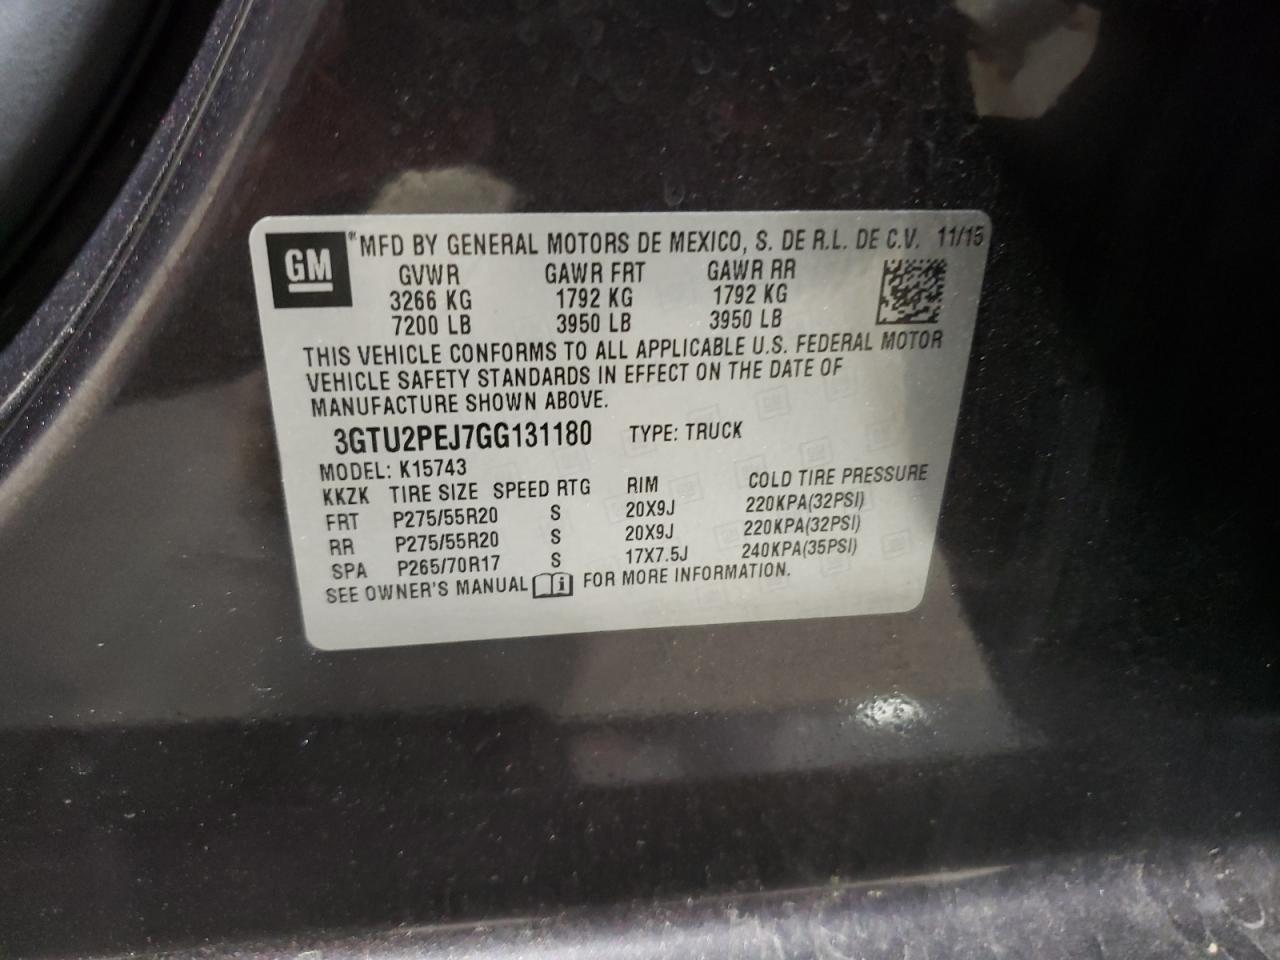 GM ® MFD BY GENERAL MOTORS DE MEXICO, S. DE R.L. DE C.V. 11/15
GVWR GAWR FRT GAWR RR
3266 KG 1792 KG 1792 KG
7200 LB 3950 LB 3950 LB
THIS VEHICLE CONFORMS TO ALL APPLICABLE U.S. FEDERAL MOTOR
VEHICLE SAFETY STANDARDS IN EFFECT ON THE DATE OF
MANUFACTURE SHOWN ABOVE.
3GTU2PEJ7GG131180 TYPE: TRUCK
MODEL: K15743
KKZK TIRE SIZE SPEED RTG RIM COLD TIRE PRESSURE
FRT P275/55R20 S 20X9J 220KPA(32PSI)
RR P275/55R20 S 20X9J 220KPA(32PSI)
SPA P265/70R17 S 17X7.5J 240KPA(35PSI)
SEE OWNER'S MANUAL i FOR MORE INFORMATION.